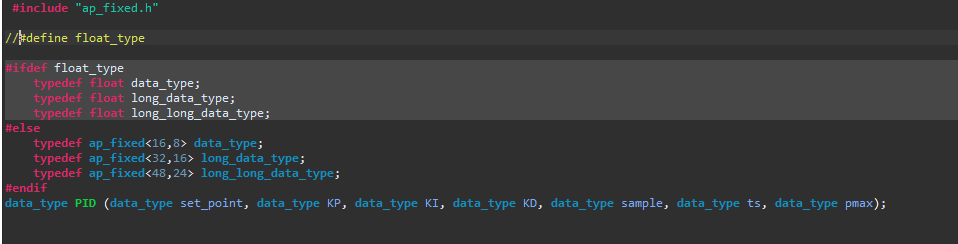 #include "ap_fixed.h"
//#define float_type
#ifdef float_type
typedef float data_type;
typedef float long_data_type;
typedef float long_long_data_type;
#else
typedef ap_fixed<16,8> data_type;
typedef ap_fixed<32,16> long_data_type;
typedef ap_fixed<48,24> long_long_data_type;
#endif
data_type PID (data_type set_point, data_type KP, data_type KI, data_type KD, data_type sample, data_type ts, data_type pmax);